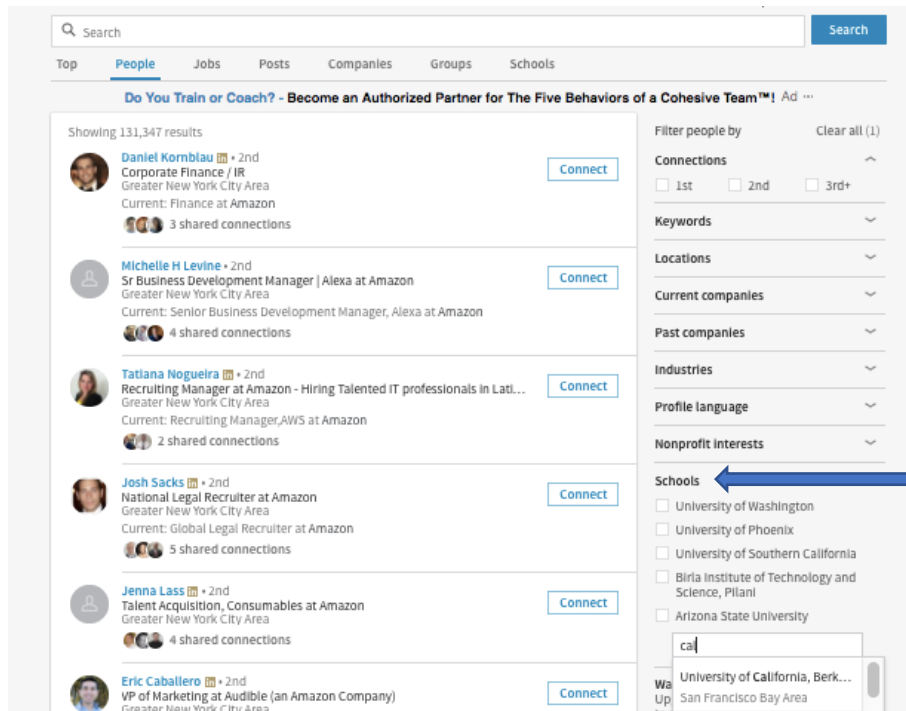 Search
Search
Top People Jobs Posts Companies Groups Schools
Do You Train or Coach? - Become an Authorized Partner for The Five Behaviors of a Cohesive Team™! Ad ···
Showing 131,347 results
Daniel Kornblau in • 2nd
Corporate Finance / IR
Greater New York City Area
Current: Finance at Amazon
3 shared connections
Connect
Michelle H Levine • 2nd
Sr Business Development Manager | Alexa at Amazon
Greater New York City Area
Current: Senior Business Development Manager, Alexa at Amazon
4 shared connections
Connect
Tatiana Nogueira in • 2nd
Recruiting Manager at Amazon - Hiring Talented IT professionals in Lati...
Greater New York City Area
Current: Recruiting Manager,AWS at Amazon
2 shared connections
Connect
Josh Sacks in • 2nd
National Legal Recruiter at Amazon
Greater New York City Area
Current: Global Legal Recruiter at Amazon
5 shared connections
Connect
Jenna Lass in • 2nd
Talent Acquisition, Consumables at Amazon
Greater New York City Area
4 shared connections
Connect
Eric Caballero in • 2nd
VP of Marketing at Audible (an Amazon Company)
Greater New York City Area
Connect
Filter people by Clear all (1)
Connections
1st 2nd 3rd+
Keywords
Locations
Current companies
Past companies
Industries
Profile language
Nonprofit interests
Schools
University of Washington
University of Phoenix
University of Southern California
Birla Institute of Technology and
Science, Pilani
Arizona State University
cal
University of California, Berk...
San Francisco Bay Area